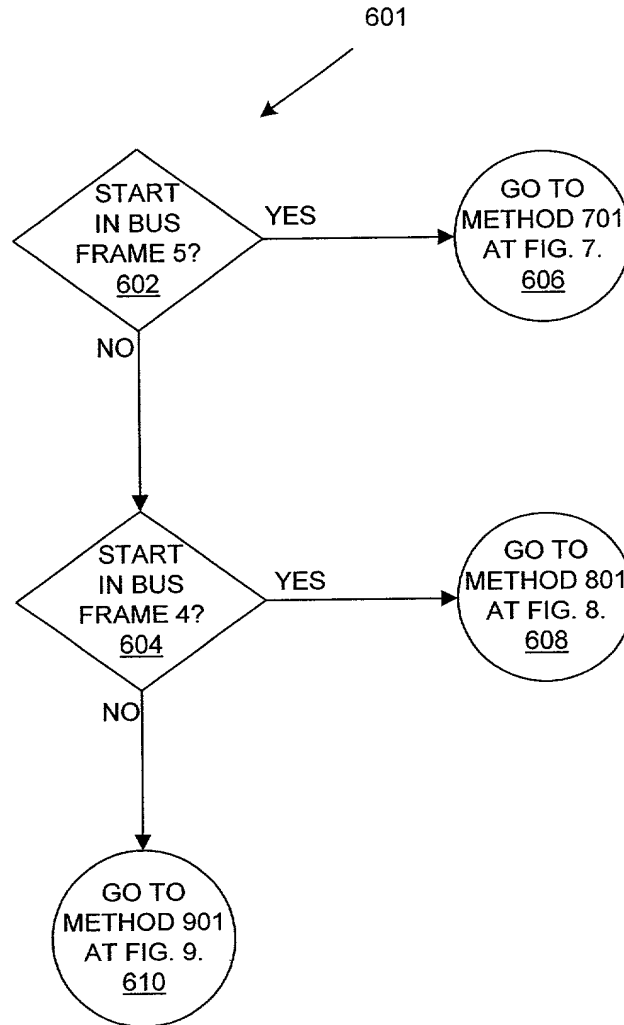 601
START
IN BUS
FRAME 5?
602
YES
GO TO
METHOD 701
AT FIG. 7.
606
NO
START
IN BUS
FRAME 4?
604
YES
GO TO
METHOD 801
AT FIG. 8.
608
NO
GO TO
METHOD 901
AT FIG. 9.
610